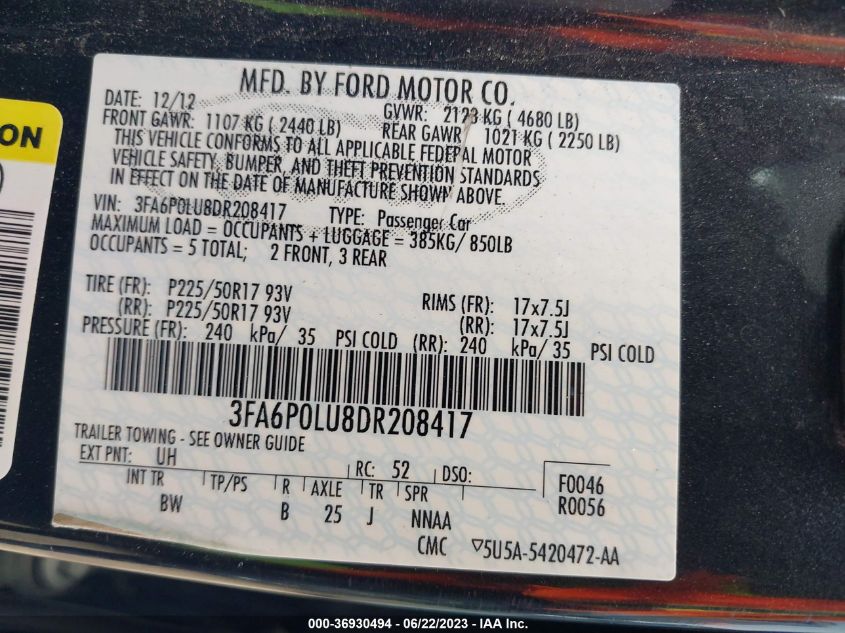 ON
MFD. BY FORD MOTOR CO.
DATE: 12/12 GVWR: 2123 KG ( 4680 LB)
FRONT GAWR: 1107 KG ( 2440 LB) REAR GAWR: 1021 KG ( 2250 LB)
THIS VEHICLE CONFORMS TO ALL APPLICABLE FEDERAL MOTOR
VEHICLE SAFETY, BUMPER, AND THEFT PREVENTION STANDARDS
IN EFFECT ON THE DATE OF MANUFACTURE SHOWN ABOVE.
VIN: 3FA6P0LU8DR208417 TYPE: Passenger Car
MAXIMUM LOAD = OCCUPANTS + LUGGAGE = 385KG/ 850LB
OCCUPANTS = 5 TOTAL; 2 FRONT, 3 REAR
TIRE (FR): P225/50R17 93V RIMS (FR): 17x7.5J
(RR): P225/50R17 93V (RR): 17x7.5J
PRESSURE (FR): 240 kPa/ 35 PSI COLD (RR): 240 kPa/ 35 PSI COLD
3FA6P0LU8DR208417
TRAILER TOWING - SEE OWNER GUIDE
EXT PNT: UH RC: 52 DSO: F0046
INT TR TP/PS R AXLE TR SPR R0056
BW B 25 J NNAA
CMC ▽5U5A-5420472-AA
000-36930494 - 06/22/2023 - IAA Inc.